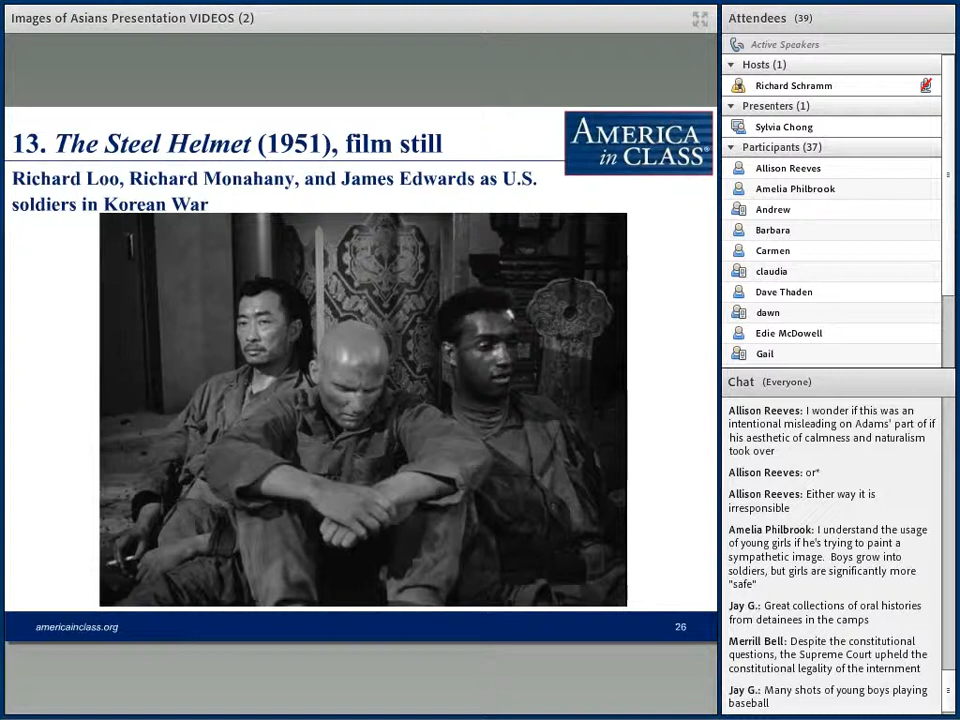 Images of Asians Presentation VIDEOS (2)
13. The Steel Helmet (1951), film still
AMERICA
in CLASS®
Richard Loo, Richard Monahany, and James Edwards as U.S.
soldiers in Korean War
americainclass.org
26
Attendees (39)
Active Speakers
Hosts (1)
Richard Schramm
Presenters (1)
Sylvia Chong
Participants (37)
Allison Reeves
Amelia Philbrook
Andrew
Barbara
Carmen
claudia
Dave Thaden
dawn
Edie McDowell
Gail
Chat (Everyone)
Allison Reeves: I wonder if this was an
intentional misleading on Adams' part of if
his aesthetic of calmness and naturalism
took over
Allison Reeves: or*
Allison Reeves: Either way it is
irresponsible
Amelia Philbrook: I understand the usage
of young girls if he's trying to paint a
sympathetic image. Boys grow into
soldiers, but girls are significantly more
"safe"
Jay G.: Great collections of oral histories
from detainees in the camps
Merrill Bell: Despite the constitutional
questions, the Supreme Court upheld the
constitutional legality of the internment
Jay G.: Many shots of young boys playing
baseball